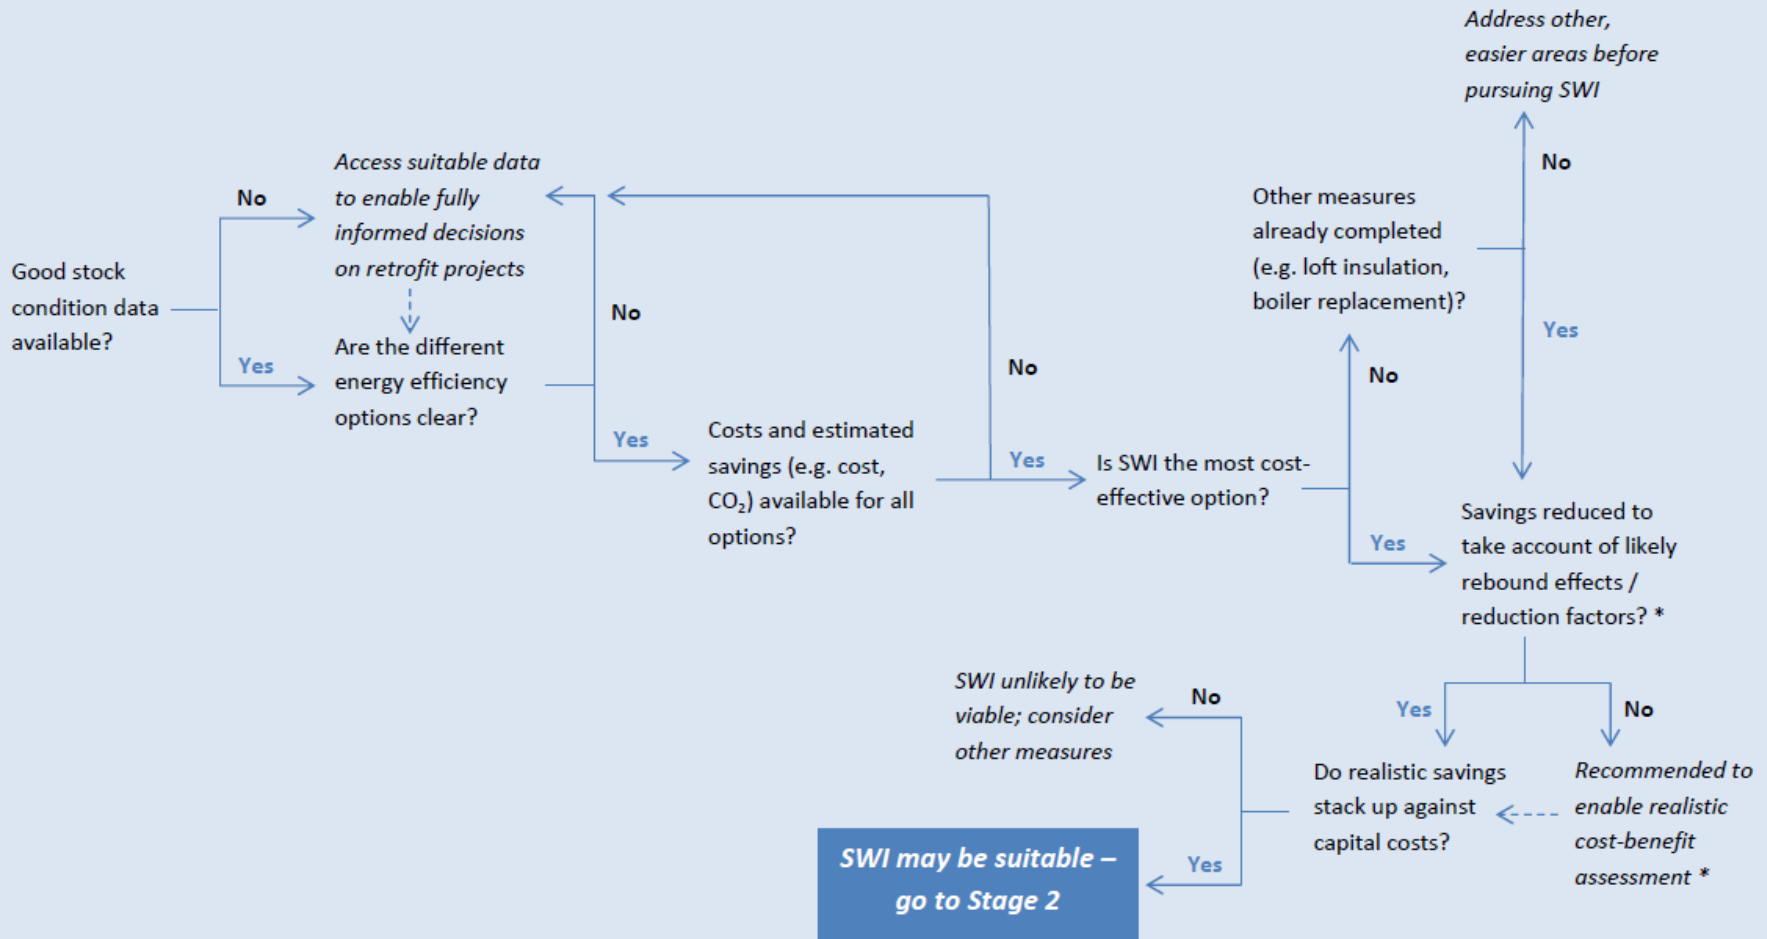 Good stock
condition data
available?
No
Yes
Access suitable data
to enable fully
informed decisions
on retrofit projects
Are the different
energy efficiency
options clear?
No
Yes
Costs and estimated
savings (e.g. cost,
CO₂) available for all
options?
No
Yes
Is SWI the most cost-
effective option?
No
Yes
Other measures
already completed
(e.g. loft insulation,
boiler replacement)?
No
Yes
Address other,
easier areas before
pursuing SWI
Savings reduced to
take account of likely
rebound effects /
reduction factors? *
Yes
No
Recommended to
enable realistic
cost-benefit
assessment *
Do realistic savings
stack up against
capital costs?
No
Yes
SWI unlikely to be
viable; consider
other measures
SWI may be suitable –
go to Stage 2